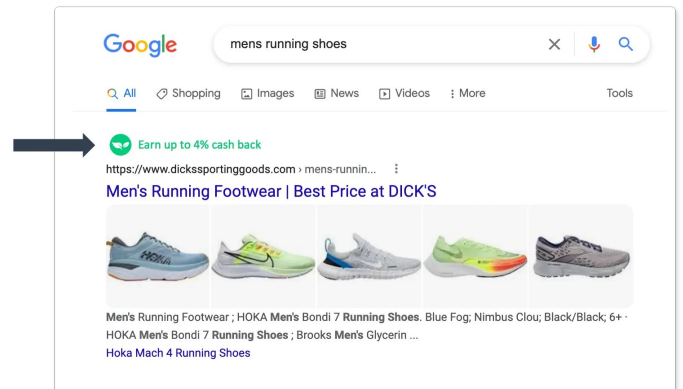 Google mens running shoes
All Shopping Images News Videos More Tools
Earn up to 4% cash back
https://www.dickssportinggoods.com › mens-runnin...
Men's Running Footwear | Best Price at DICK'S
HOKA
Men's Running Footwear ; HOKA Men's Bondi 7 Running Shoes. Blue Fog; Nimbus Clou; Black/Black; 6+ ·
HOKA Men's Bondi 7 Running Shoes ; Brooks Men's Glycerin ...
Hoka Mach 4 Running Shoes